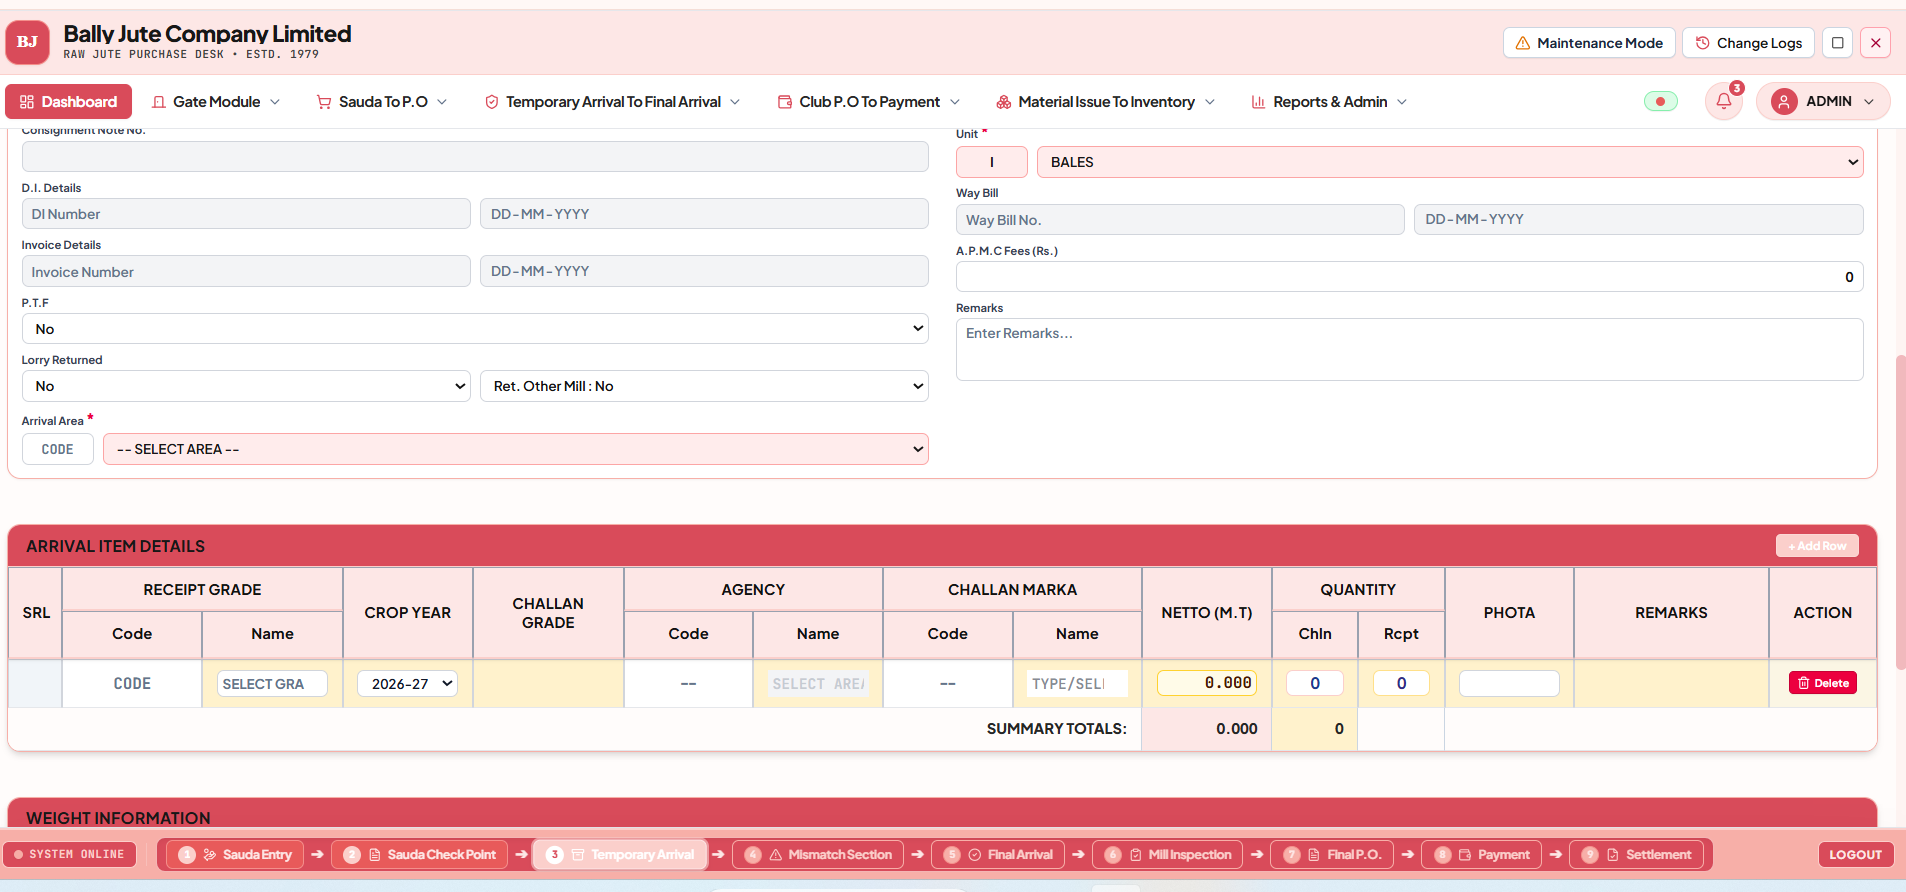 BJ
Bally Jute Company Limited
RAW JUTE PURCHASE DESK • ESTD. 1979
Maintenance Mode
Change Logs
Dashboard
Gate Module
Sauda To P.O
Temporary Arrival To Final Arrival
Club P.O To Payment
Material Issue To Inventory
Reports & Admin
3
ADMIN
Consignment Note No.
Unit *
I
BALES
D.I. Details
DI Number
DD-MM-YYYY
Way Bill
Way Bill No.
DD-MM-YYYY
Invoice Details
Invoice Number
DD-MM-YYYY
A.P.M.C Fees (Rs.)
0
P.T.F
No
Remarks
Enter Remarks...
Lorry Returned
No
Ret. Other Mill : No
Arrival Area *
CODE
-- SELECT AREA --
ARRIVAL ITEM DETAILS
+ Add Row
SRL
RECEIPT GRADE
CROP YEAR
CHALLAN GRADE
AGENCY
CHALLAN MARKA
NETTO (M.T)
QUANTITY
PHOTA
REMARKS
ACTION
Code
Name
Code
Name
Code
Name
Chln
Rcpt
CODE
SELECT GRA
2026-27
--
SELECT ARE
--
TYPE/SEL
0.000
0
0
Delete
SUMMARY TOTALS:
0.000
0
WEIGHT INFORMATION
SYSTEM ONLINE
1 Sauda Entry
2 Sauda Check Point
3 Temporary Arrival
4 Mismatch Section
5 Final Arrival
6 Mill Inspection
7 Final P.O.
8 Payment
9 Settlement
LOGOUT